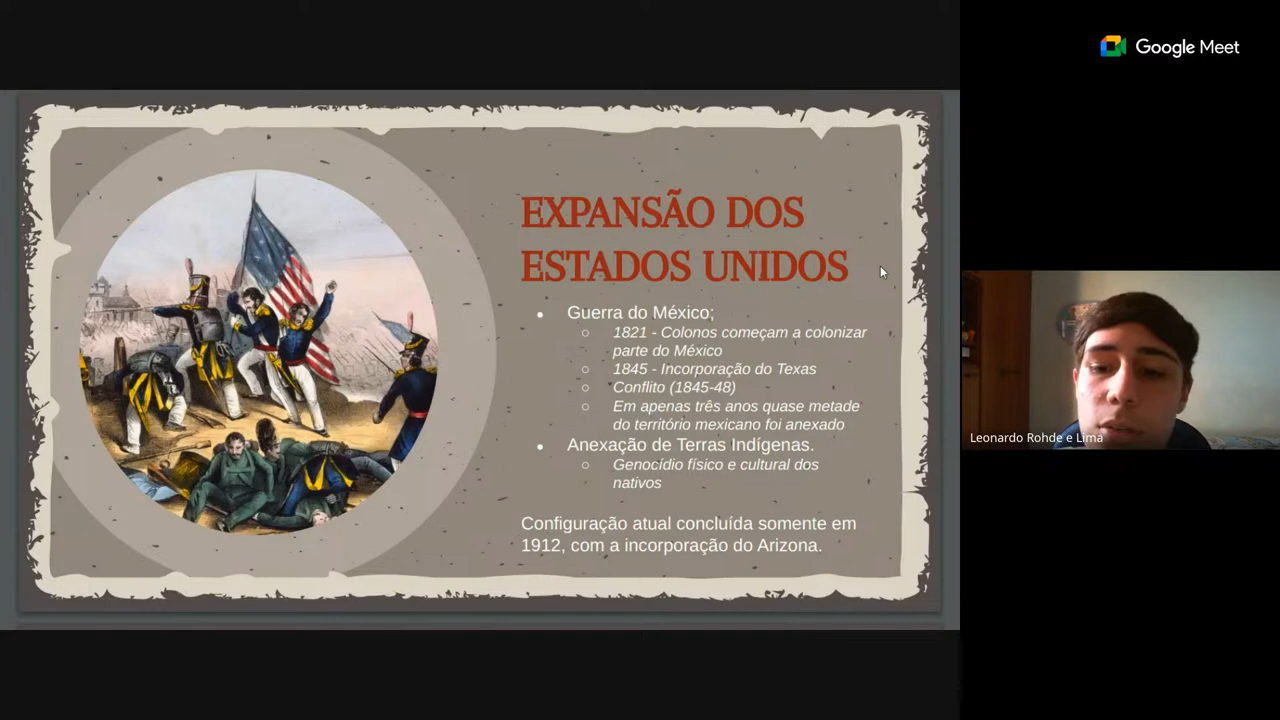 Google Meet
EXPANSÃO DOS
ESTADOS UNIDOS
Guerra do México;
1821 - Colonos começam a colonizar
parte do México
1845 - Incorporação do Texas
Conflito (1845-48)
Em apenas três anos quase metade
do território mexicano foi anexado
Anexação de Terras Indígenas.
Genocídio físico e cultural dos
nativos
Configuração atual concluída somente em
1912, com a incorporação do Arizona.
Leonardo Rohde e Lima